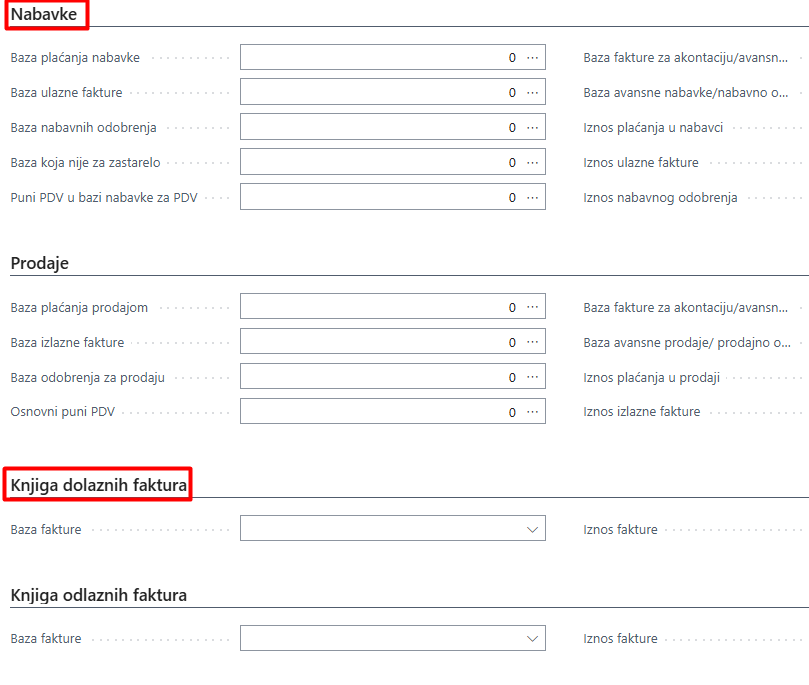 Nabavke
Baza plaćanja nabavke 0 ... Baza fakture za akontaciju/avansn...
Baza ulazne fakture 0 ... Baza avansne nabavke/nabavno o...
Baza nabavnih odobrenja 0 ... Iznos plaćanja u nabavci
Baza koja nije za zastarelo 0 ... Iznos ulazne fakture
Puni PDV u bazi nabavke za PDV 0 ... Iznos nabavnog odobrenja
Prodaje
Baza plaćanja prodajom 0 ... Baza fakture za akontaciju/avansn...
Baza izlazne fakture 0 ... Baza avansne prodaje/ prodajno o...
Baza odobrenja za prodaju 0 ... Iznos plaćanja u prodaji
Osnovni puni PDV 0 ... Iznos izlazne fakture
Knjiga dolaznih faktura
Baza fakture Iznos fakture
Knjiga odlaznih faktura
Baza fakture Iznos fakture